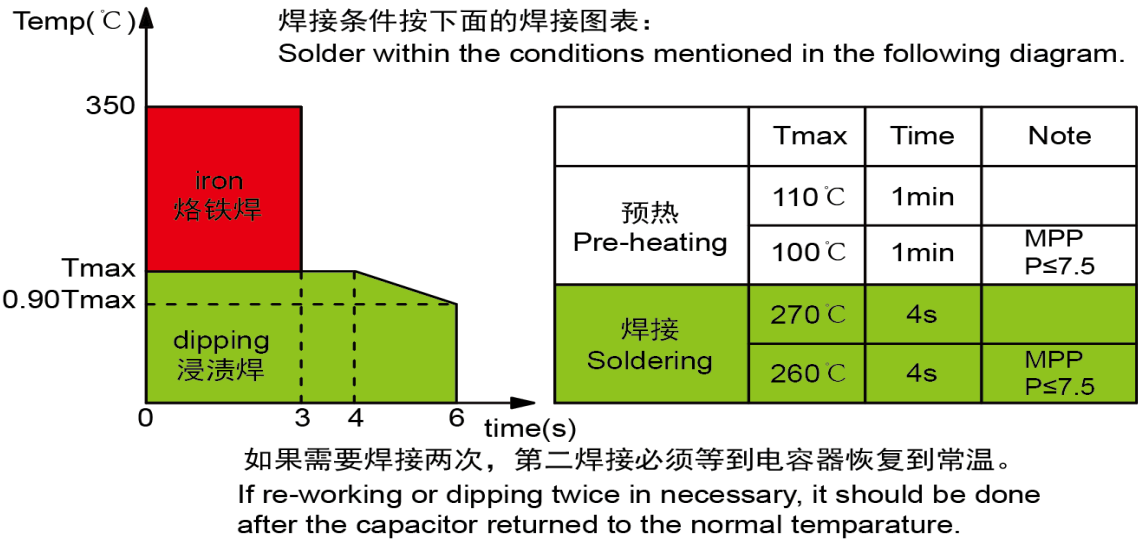 Temp(℃)
焊接条件按下面的焊接图表：
Solder within the conditions mentioned in the following diagram.
350
iron
烙铁焊
Tmax
0.90Tmax
dipping
浸渍焊
0 3 4 6
time(s)
Tmax Time Note
预热
Pre-heating
110℃ 1min
100℃ 1min MPP
P≤7.5
焊接
Soldering
270℃ 4s
260℃ 4s MPP
P≤7.5
如果需要焊接两次，第二焊接必须等到电容器恢复到常温。
If re-working or dipping twice in necessary, it should be done
after the capacitor returned to the normal temparature.